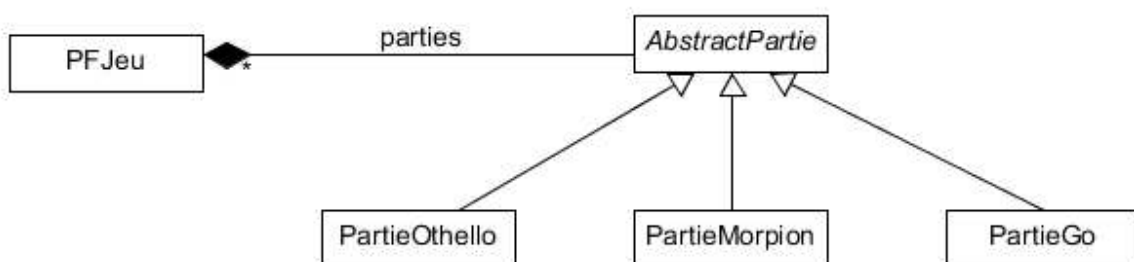 parties
AbstractPartie
PFJeu
*
PartieOthello
PartieMorpion
PartieGo